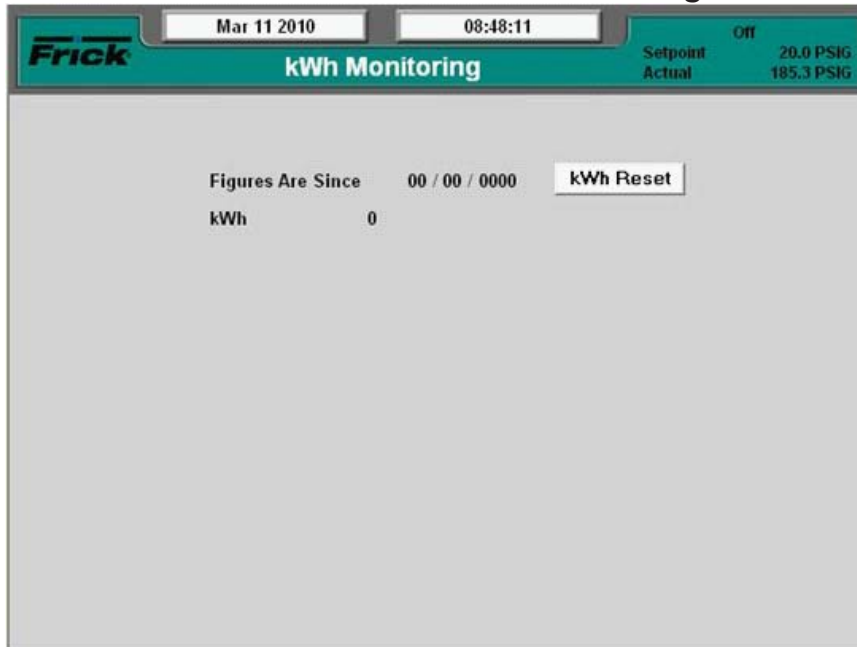 Mar 11 2010 08:48:11 Off
Frick
kWh Monitoring
Setpoint 20.0 PSIG
Actual 185.3 PSIG
Figures Are Since 00 / 00 / 0000 kWh Reset
kWh 0